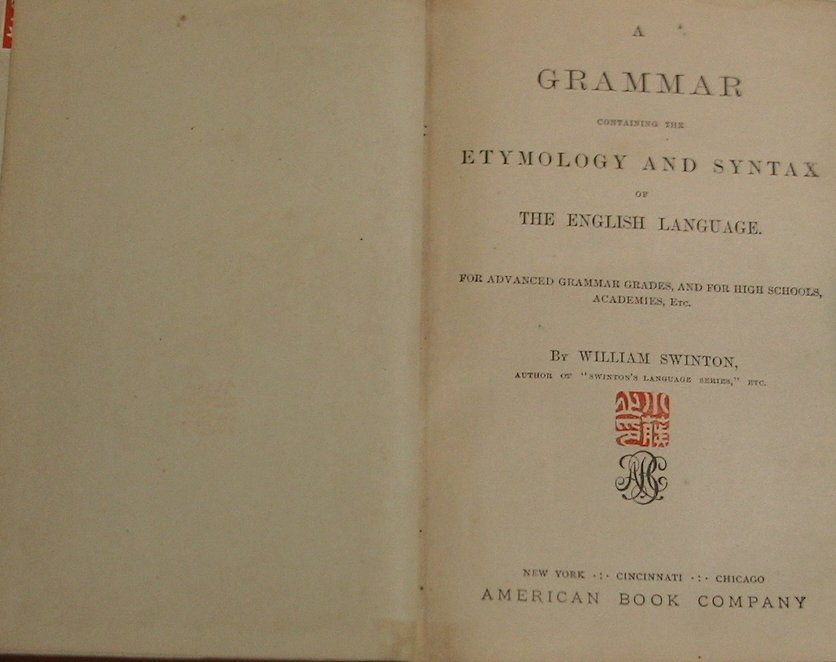 A
GRAMMAR
CONTAINING THE
ETYMOLOGY AND SYNTAX
OF
THE ENGLISH LANGUAGE.
FOR ADVANCED GRAMMAR GRADES, AND FOR HIGH SCHOOLS,
ACADEMIES, ETC.
BY WILLIAM SWINTON,
AUTHOR OF "SWINTON'S LANGUAGE SERIES," ETC.
ABC
NEW YORK ·:· CINCINNATI ·:· CHICAGO
AMERICAN BOOK COMPANY